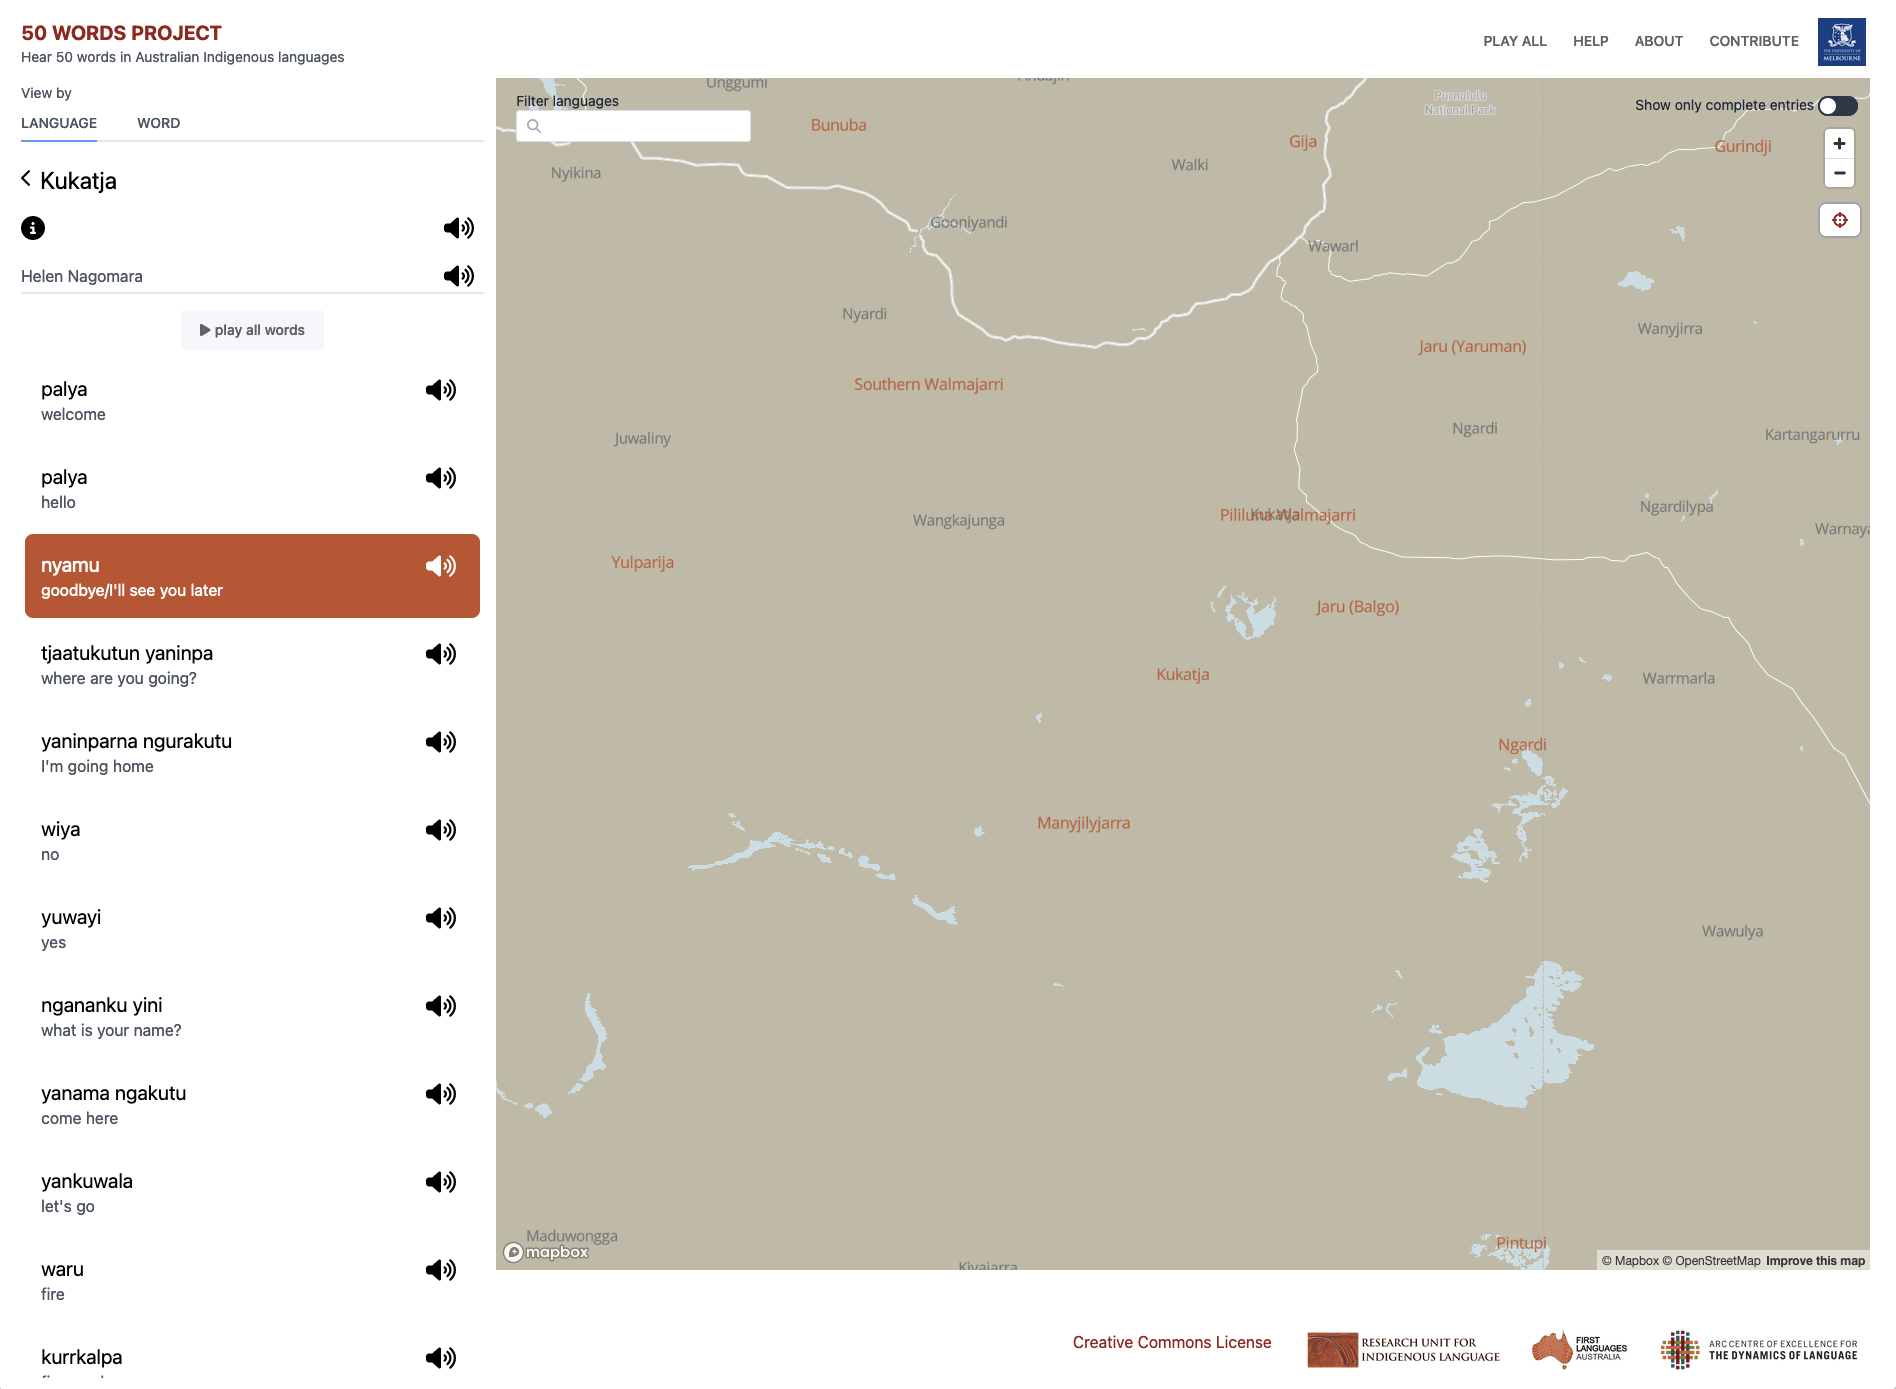 50 WORDS PROJECT
Hear 50 words in Australian Indigenous languages
PLAY ALL
HELP
ABOUT
CONTRIBUTE
THE UNIVERSITY OF
MELBOURNE
View by
LANGUAGE
WORD
Kukatja
Helen Nagomara
play all words
palya
welcome
palya
hello
nyamu
goodbye/I'll see you later
tjaatukutun yaninpa
where are you going?
yaninparna ngurakutu
I'm going home
wiya
no
yuwayi
yes
ngananku yini
what is your name?
yanama ngakutu
come here
yankuwala
let's go
waru
fire
kurrkalpa
Filter languages
Show only complete entries
Unggumi
Purnululu
National Park
Bunuba
Gija
Gurindji
Nyikina
Walki
Gooniyandi
Wawarl
Nyardi
Wanyjirra
Jaru (Yaruman)
Southern Walmajarri
Juwaliny
Ngardi
Kartangarurru
Ngardilypa
Pililuna Walmajarri
Kukatja
Wangkajunga
Yulparija
Jaru (Balgo)
Kukatja
Warrmarla
Ngardi
Manyjilyjarra
Wawulya
Maduwongga
mapbox
Pintupi
© Mapbox © OpenStreetMap Improve this map
Creative Commons License
RESEARCH UNIT FOR
INDIGENOUS LANGUAGE
FIRST
LANGUAGES
AUSTRALIA
ARC CENTRE OF EXCELLENCE FOR
THE DYNAMICS OF LANGUAGE